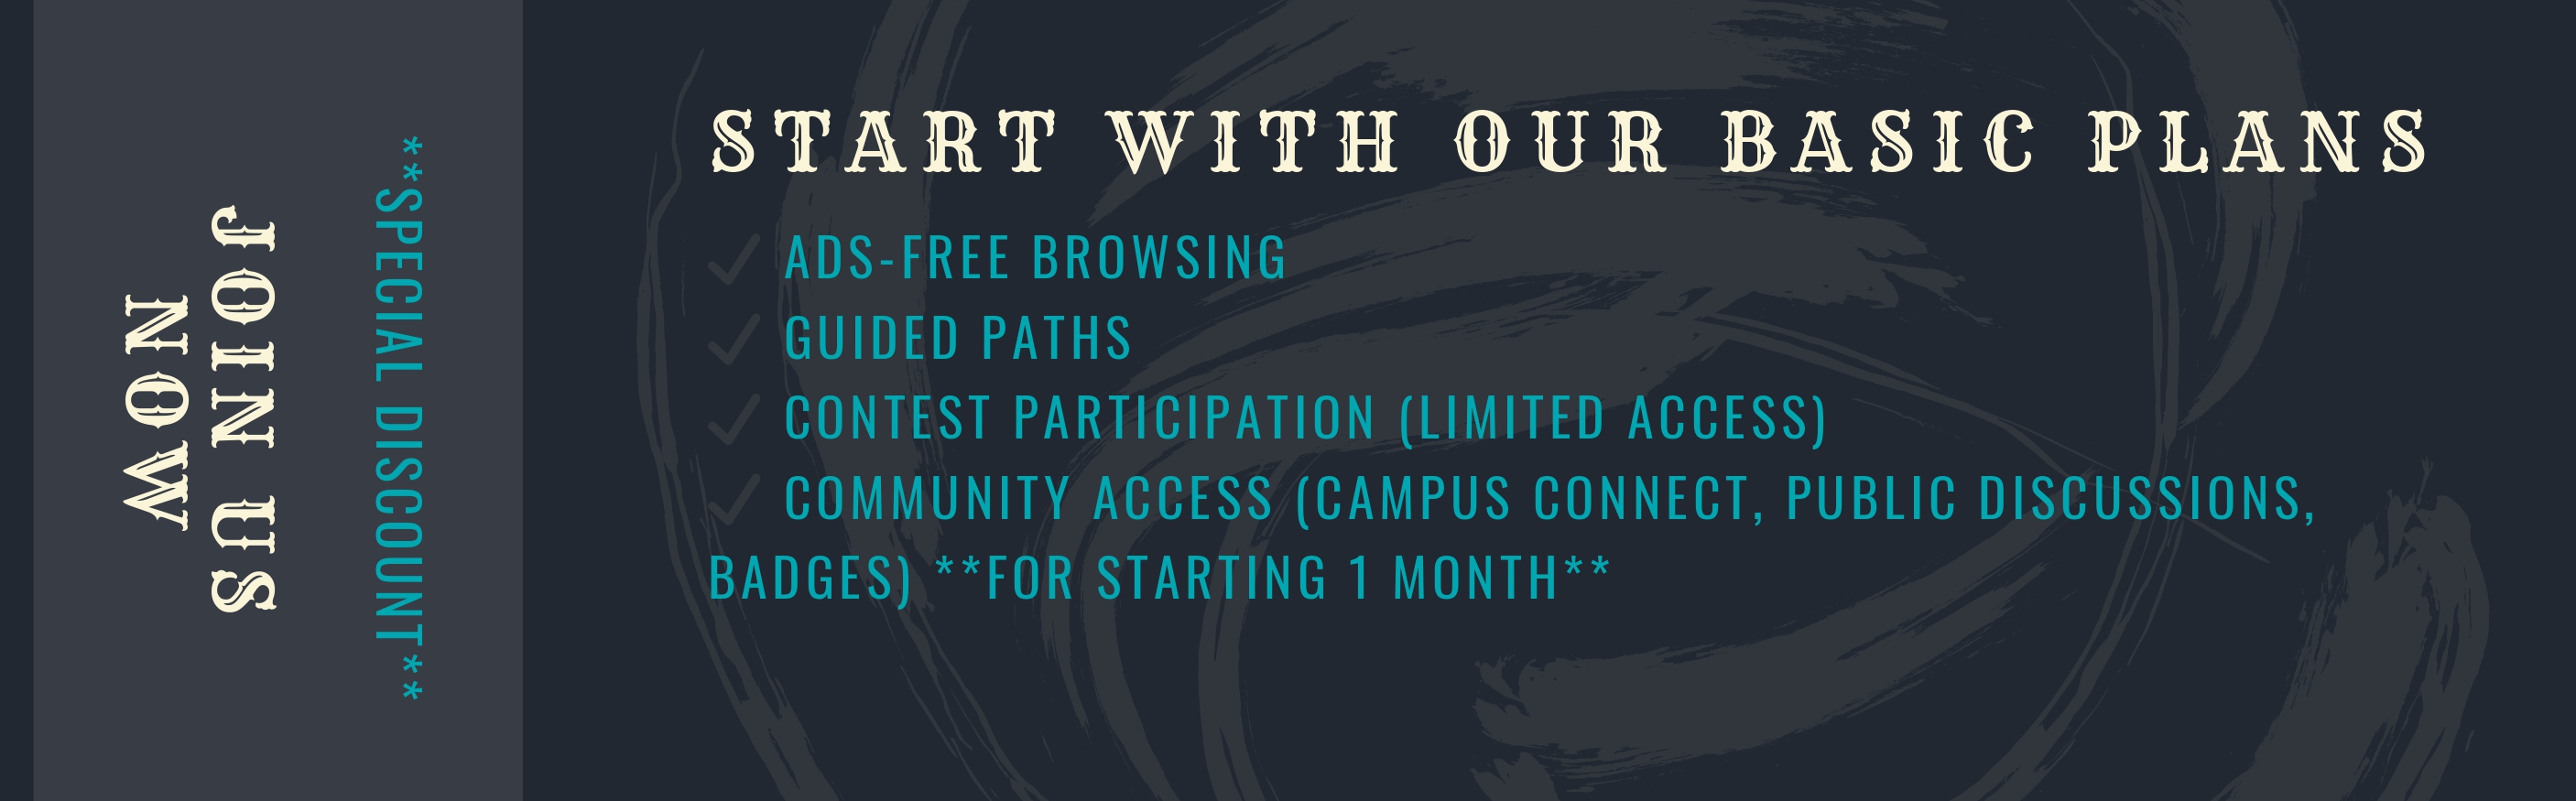 JOIN US
NOW
**SPECIAL DISCOUNT**
START WITH OUR BASIC PLANS
ADS-FREE BROWSING
GUIDED PATHS
CONTEST PARTICIPATION (LIMITED ACCESS)
COMMUNITY ACCESS (CAMPUS CONNECT, PUBLIC DISCUSSIONS,
BADGES) **FOR STARTING 1 MONTH**